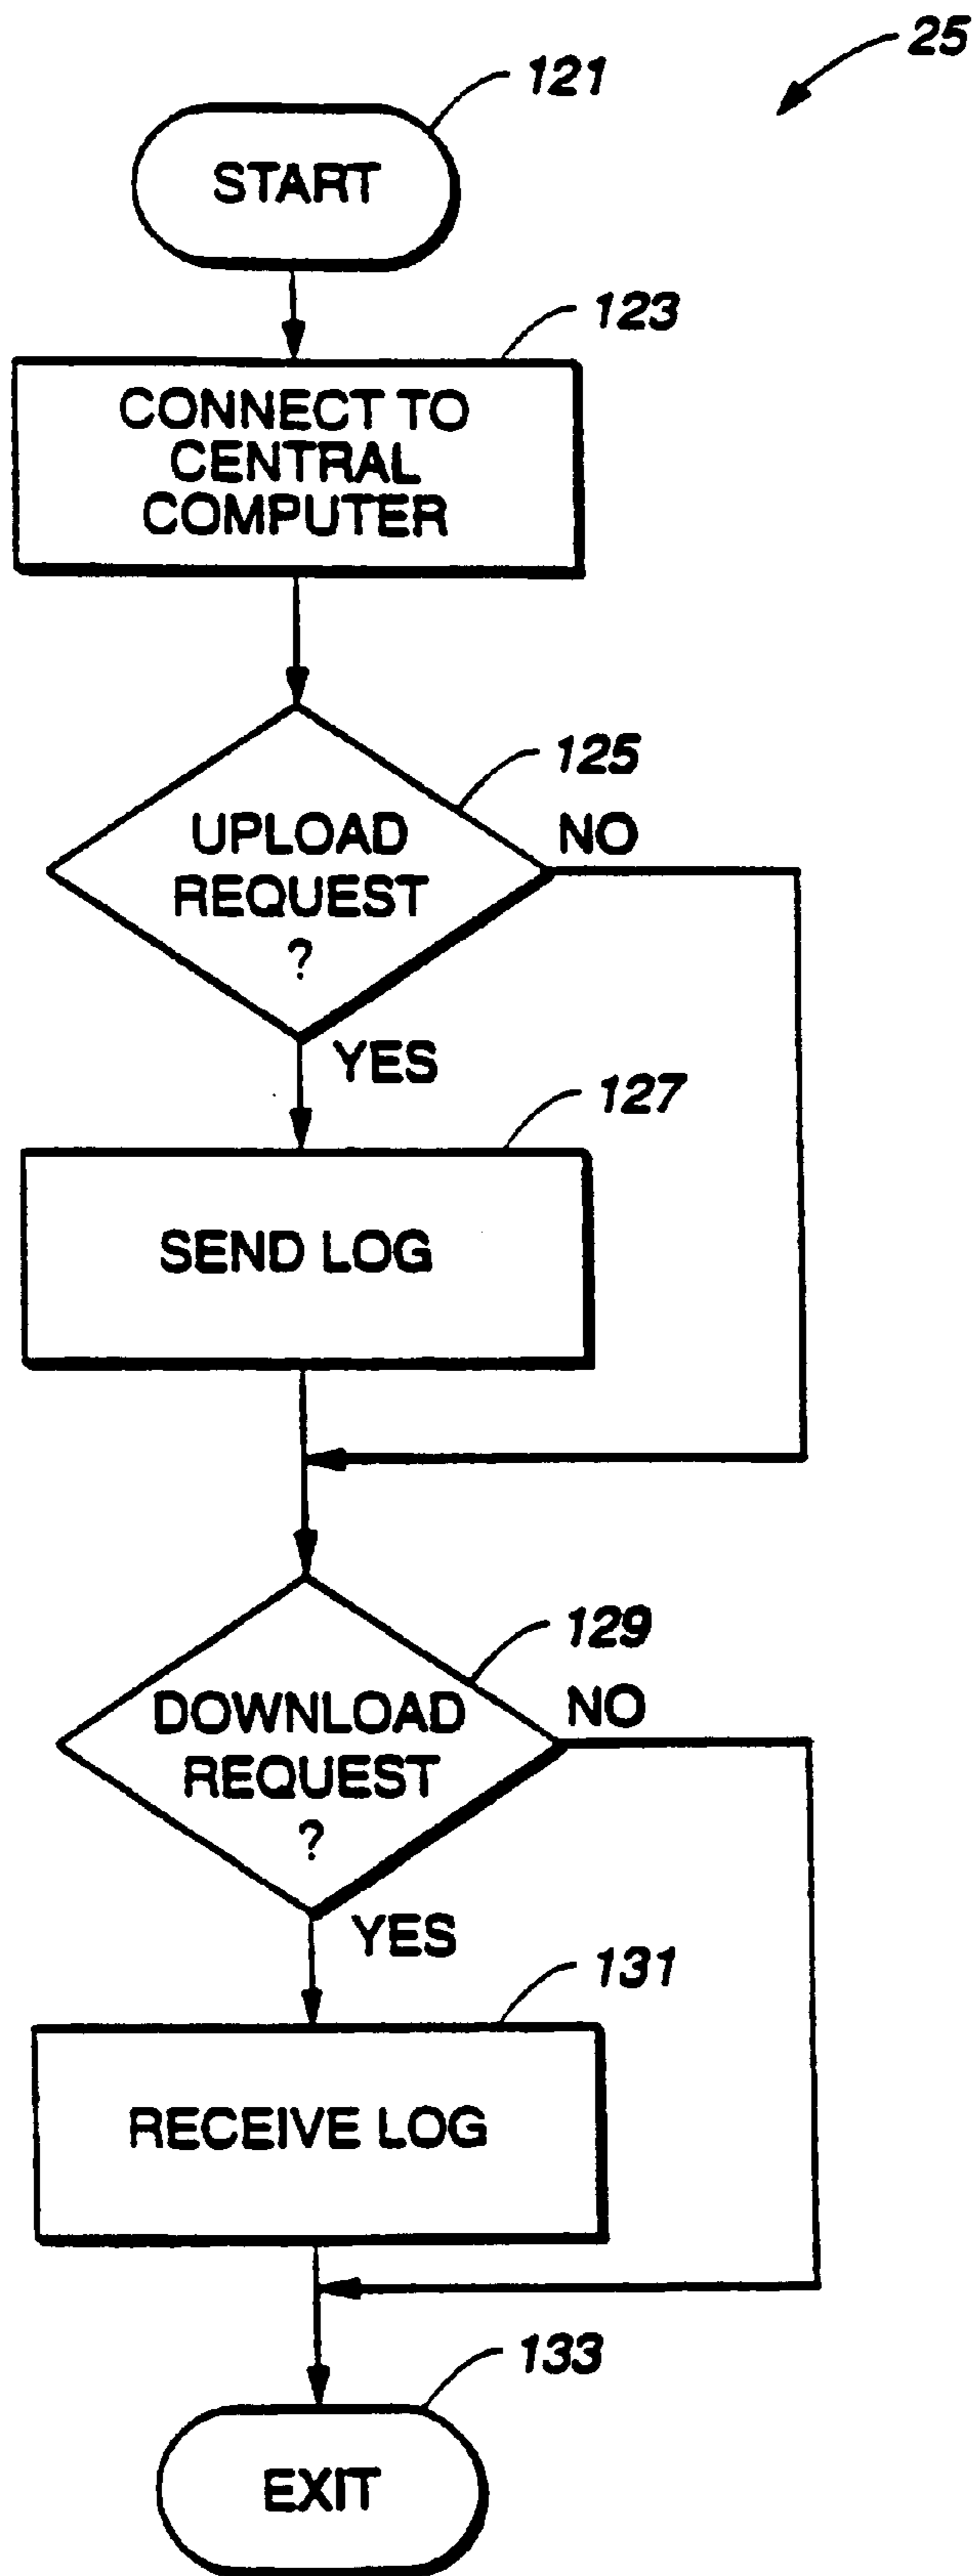 25
121
START
123
CONNECT TO
CENTRAL
COMPUTER
125
UPLOAD
REQUEST
?
NO
YES
127
SEND LOG
129
DOWNLOAD
REQUEST
?
NO
YES
131
RECEIVE LOG
133
EXIT